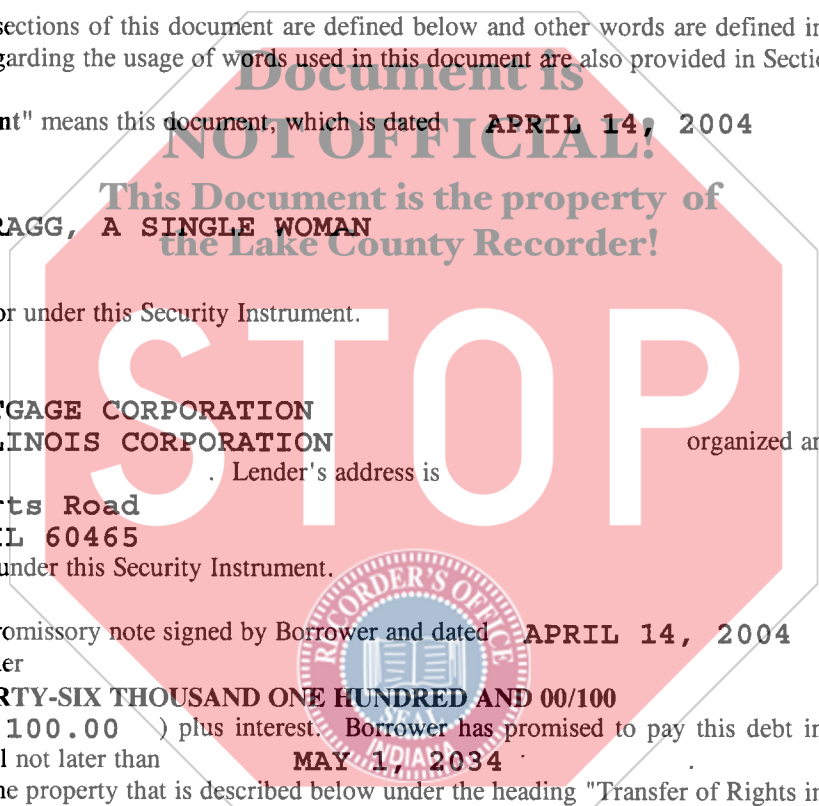 sections of this document are defined below and other words are defined in
garding the usage of words used in this document are also provided in Sectio
Document is
nt" means this document, which is dated APRIL 14, 2004
NOT OFFICIAL!
This Document is the property of
RAGG, A SINGLE WOMAN
the Lake County Recorder!
or under this Security Instrument.
STOP
TGAGE CORPORATION
LINOIS CORPORATION organized an
. Lender's address is
rts Road
IL 60465
under this Security Instrument.
RECORDER'S OFFICE
romissory note signed by Borrower and dated APRIL 14, 2004
er
RTY-SIX THOUSAND ONE HUNDRED AND 00/100
100.00 ) plus interest. Borrower has promised to pay this debt in
SEAL
l not later than MAY 1, 2034 .
INDIANA
he property that is described below under the heading "Transfer of Rights in